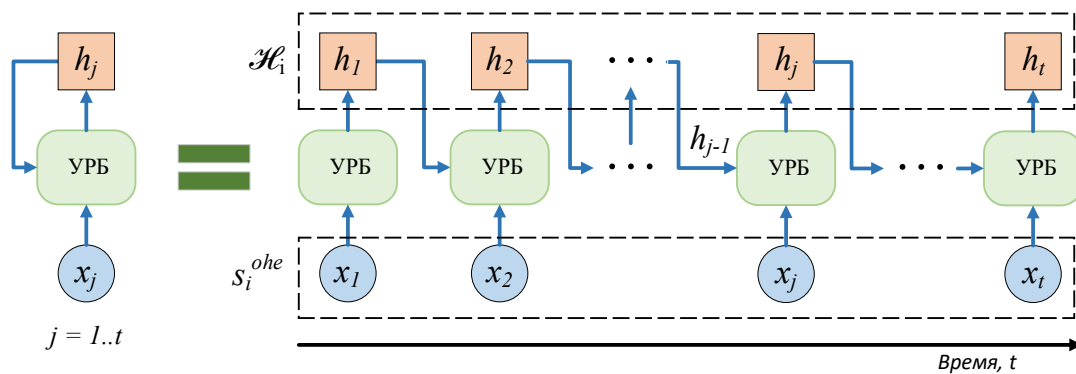 h_j ℋ_i h_1 h_2 ... h_j h_t
h_{j-1}
УРБ УРБ УРБ ... УРБ ... УРБ
x_j s_i^{ohe} x_1 x_2 x_j x_t
j = 1..t
Время, t